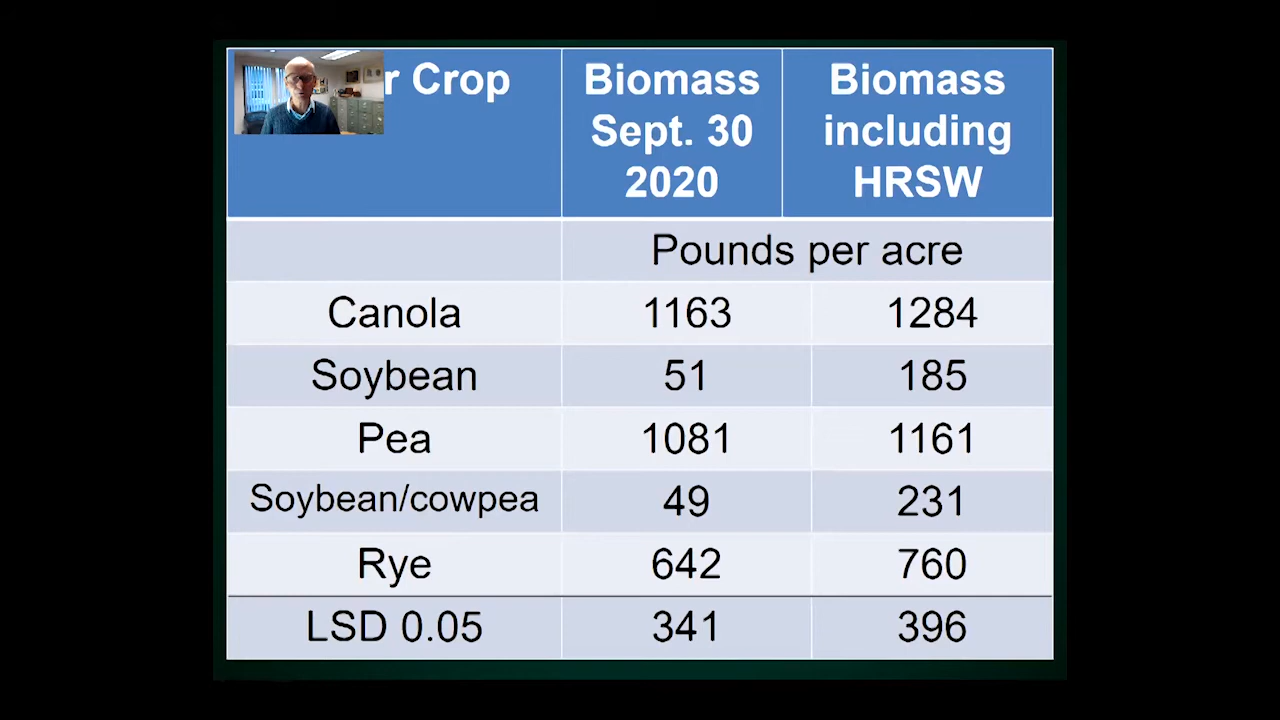 r Crop
Biomass
Sept. 30
2020
Biomass
including
HRSW
Pounds per acre
Canola 1163 1284
Soybean 51 185
Pea 1081 1161
Soybean/cowpea 49 231
Rye 642 760
LSD 0.05 341 396